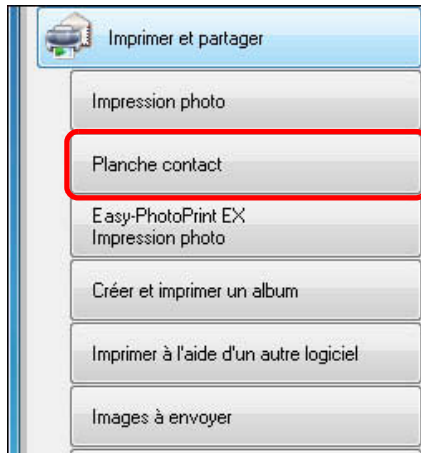 Imprimer et partager
Impression photo
Planche contact
Easy-PhotoPrint EX
Impression photo
Créer et imprimer un album
Imprimer à l'aide d'un autre logiciel
Images à envoyer